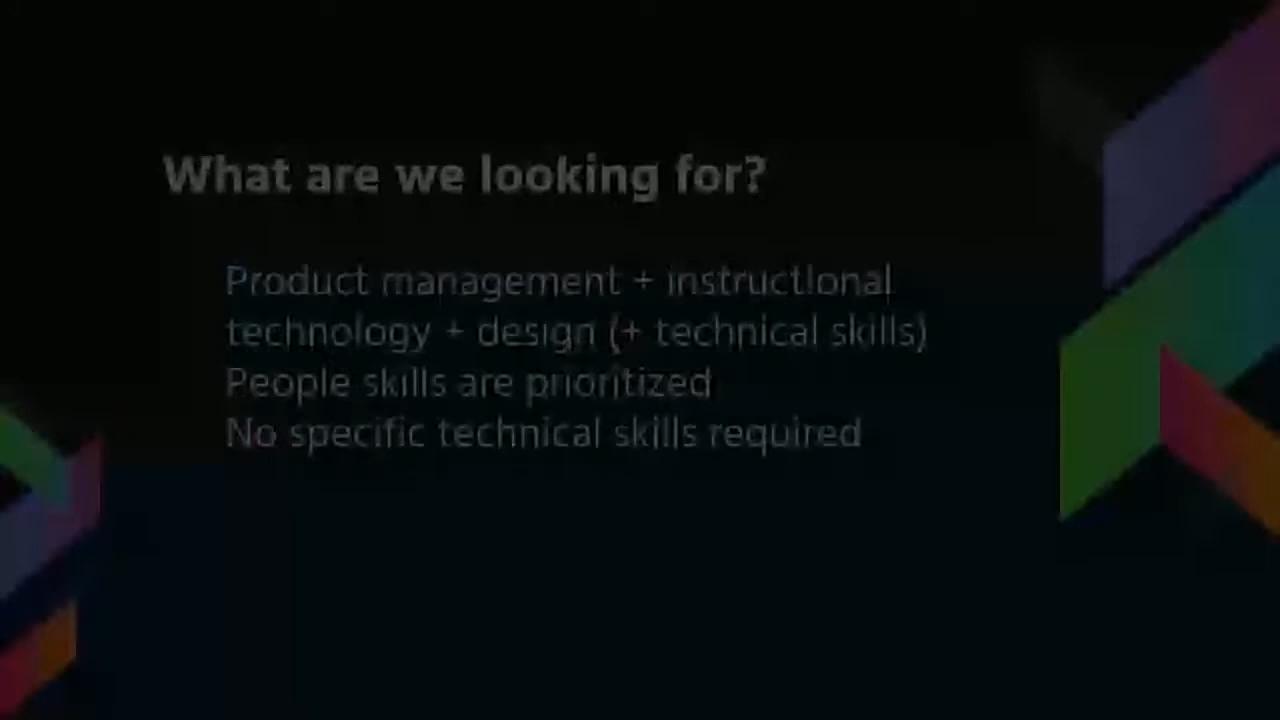 What are we looking for?
Product management + instructional
technology + design (+ technical skills)
People skills are prioritized
No specific technical skills required